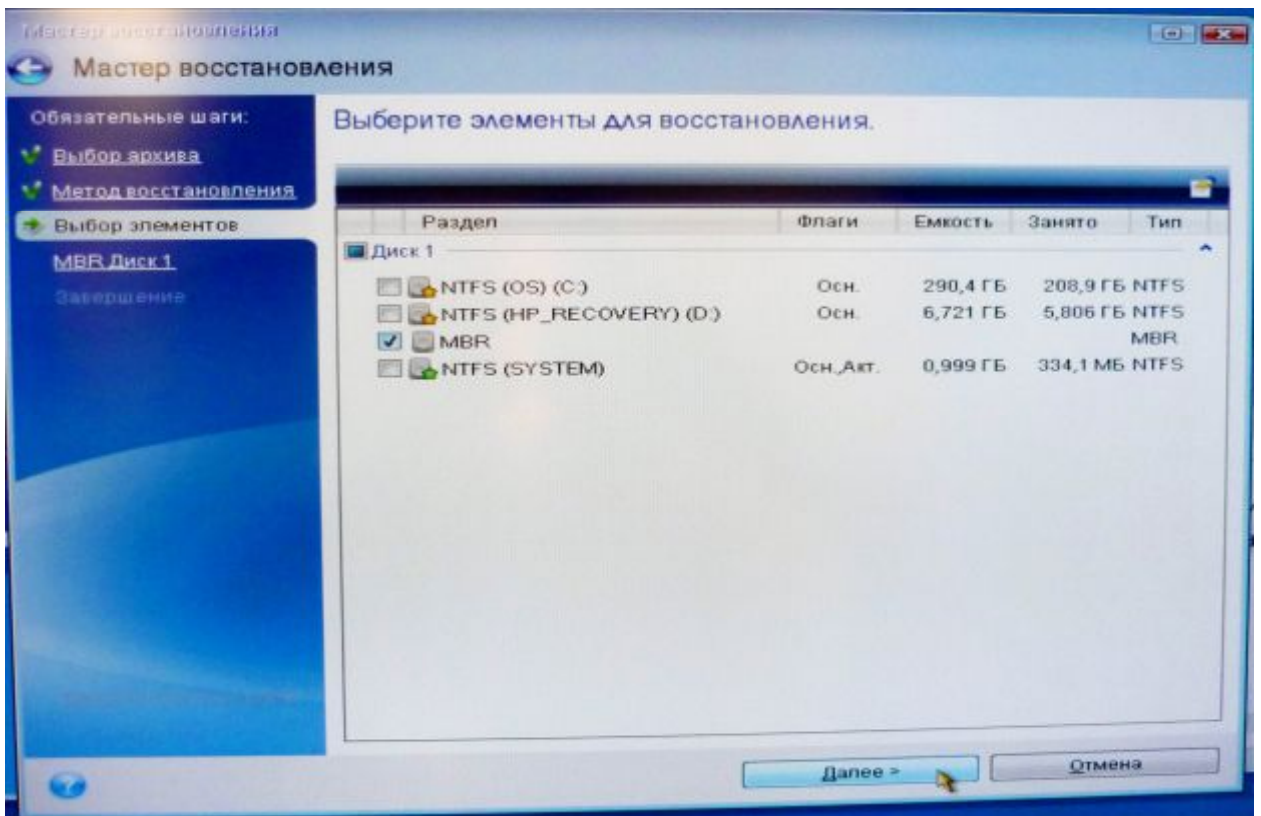 Мастер восстановления
Мастер восстановления
Обязательные шаги:
Выбор архива
Метод восстановления
Выбор элементов
MBR Диск 1
Завершение
Выберите элементы для восстановления.
Раздел Флаги Емкость Занято Тип
Диск 1
NTFS (OS) (C:) Осн. 290,4 ГБ 208,9 ГБ NTFS
NTFS (HP_RECOVERY) (D:) Осн. 6,721 ГБ 5,806 ГБ NTFS
MBR MBR
NTFS (SYSTEM) Осн.,Акт. 0,999 ГБ 334,1 МБ NTFS
Далее > Отмена